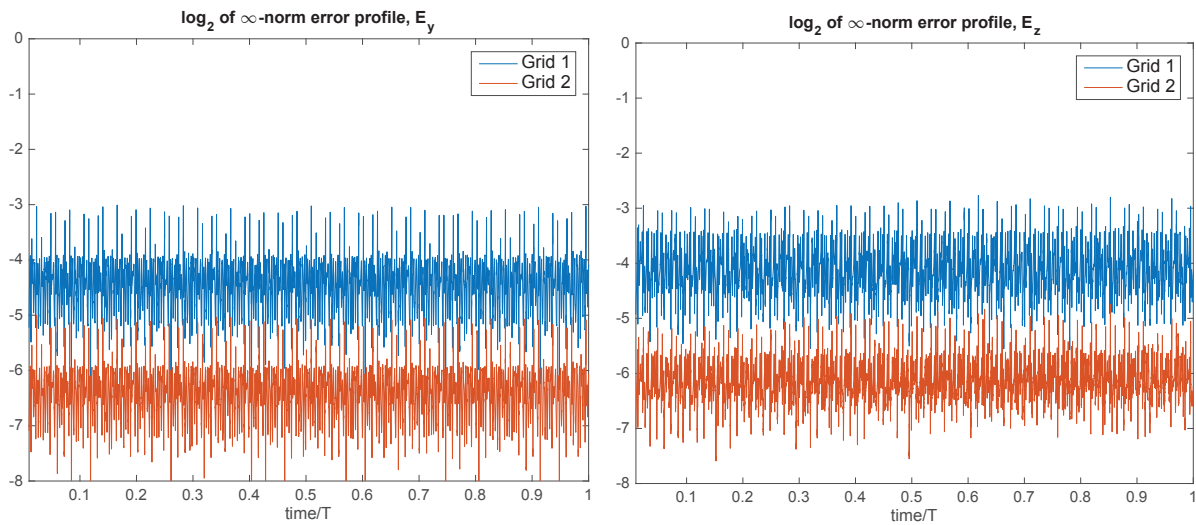 log₂ of ∞-norm error profile, E_y
0
-1
-2
-3
-4
-5
-6
-7
-8
Grid 1
Grid 2
0.1 0.2 0.3 0.4 0.5 0.6 0.7 0.8 0.9 1
time/T
log₂ of ∞-norm error profile, E_z
0
-1
-2
-3
-4
-5
-6
-7
-8
Grid 1
Grid 2
0.1 0.2 0.3 0.4 0.5 0.6 0.7 0.8 0.9 1
time/T